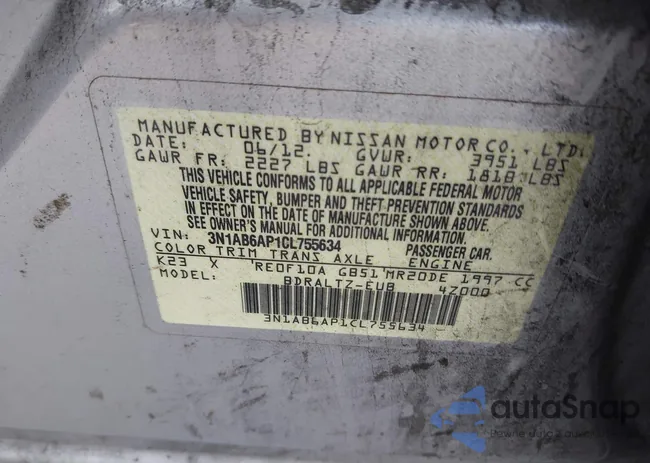 MANUFACTURED BY NISSAN MOTOR CO., LTD.
DATE: 06/12. GVWR: 3951 LBS
GAWR FR: 2227 LBS GAWR RR: 1818 LBS
THIS VEHICLE CONFORMS TO ALL APPLICABLE FEDERAL MOTOR
VEHICLE SAFETY, BUMPER AND THEFT PREVENTION STANDARDS
IN EFFECT ON THE DATE OF MANUFACTURE SHOWN ABOVE.
SEE OWNER'S MANUAL FOR ADDITIONAL INFORMATION.
VIN: 3N1AB6AP1CL755634 PASSENGER CAR.
COLOR TRIM TRANS AXLE ENGINE
K23 X RE0F10A GB51 MR20DE 1997 CC
MODEL: BDRALTZ-EUB 4Z000
3N1AB6AP1CL755634
autoSnap